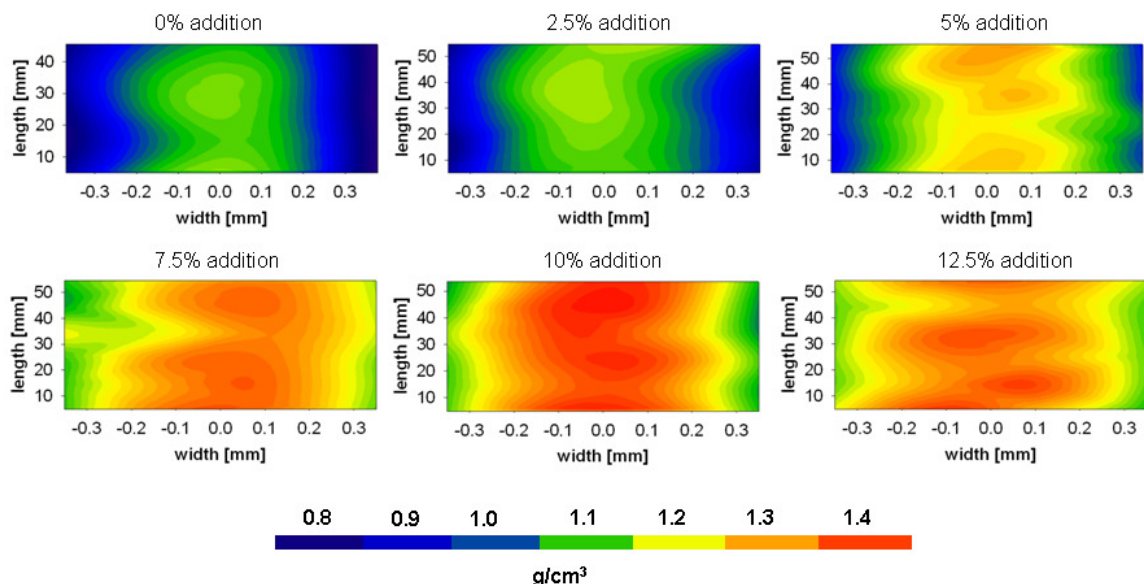 0% addition
2.5% addition
5% addition
length [mm]
40
30
20
10
-0.3 -0.2 -0.1 0.0 0.1 0.2 0.3
width [mm]
length [mm]
50
40
30
20
10
-0.3 -0.2 -0.1 0.0 0.1 0.2 0.3
width [mm]
length [mm]
50
40
30
20
10
-0.3 -0.2 -0.1 0.0 0.1 0.2 0.3
width [mm]
7.5% addition
10% addition
12.5% addition
length [mm]
50
40
30
20
10
-0.3 -0.2 -0.1 0.0 0.1 0.2 0.3
width [mm]
length [mm]
50
40
30
20
10
-0.3 -0.2 -0.1 0.0 0.1 0.2 0.3
width [mm]
length [mm]
50
40
30
20
10
-0.3 -0.2 -0.1 0.0 0.1 0.2 0.3
width [mm]
0.8 0.9 1.0 1.1 1.2 1.3 1.4
g/cm³